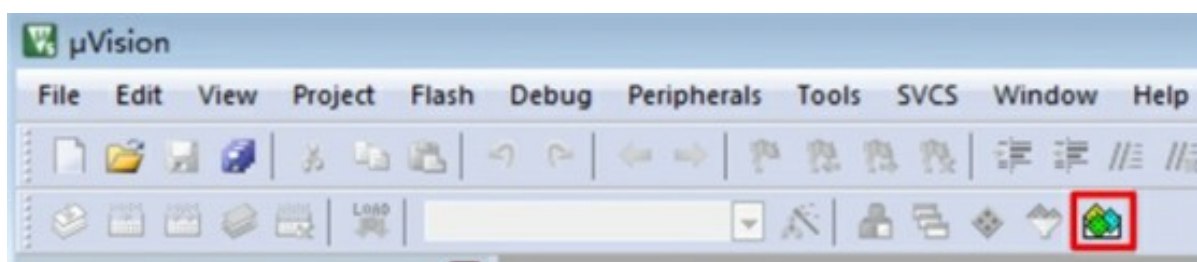 µVision
File Edit View Project Flash Debug Peripherals Tools SVCS Window Help
LOAD